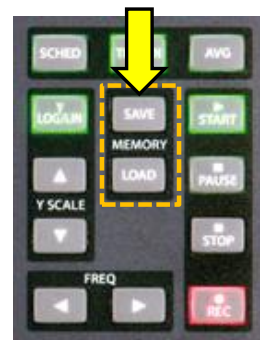 SCHED AVG
Y
LOG/LIN SAVE START
MEMORY
LOAD PAUSE
Y SCALE
STOP
FREQ
REC